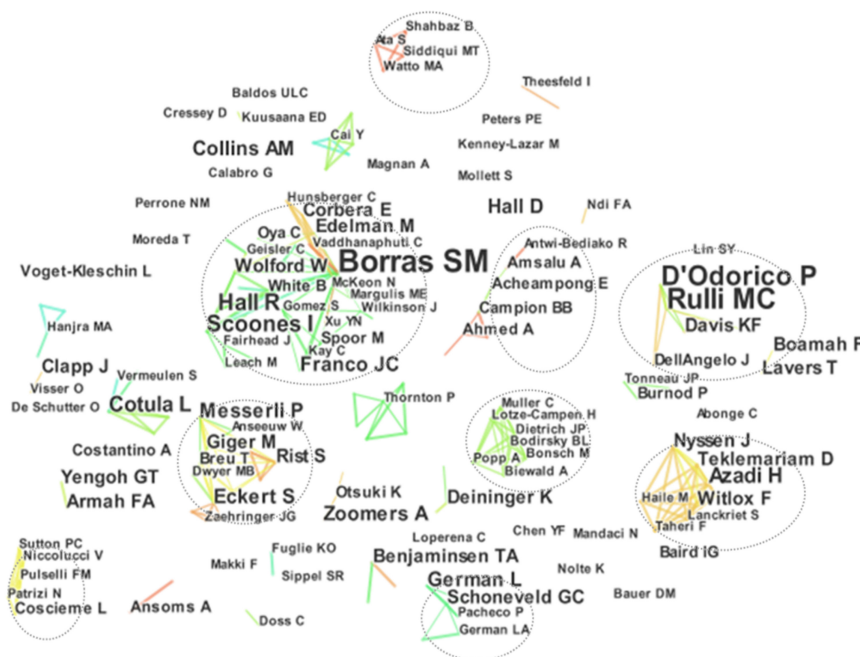 Shahbaz B
Ata S
Siddiqui MT
Watto MA
Theesfeld I
Baldos ULC
Cressey D
Kuusaana ED
Peters PE
Cai Y
Collins AM
Kenney-Lazar M
Magnan A
Calabro G
Mollett S
Hunsberger C
Perrone NM
Corbera E
Hall D
Ndi FA
Edelman M
Oya C
Moreda T
Vaddhanaphuti C
Antwi-Bediako R
Geisler C
Lin SY
Borras SM
Amsalu A
Wolford W
Voget-Kleschin L
D'Odorico P
White B
McKeon N
Acheampong E
Margulis ME
Rulli MC
Hall R
Gomez S
Wilkinson J
Campion BB
Scoones I
Xu YN
Hanjra MA
Davis KF
Ahmed A
Fairhead J
Spoor M
Boamah F
Kay C
Leach M
Franco JC
DellAngelo J
Clapp J
Lavers T
Vermeulen S
Tonneau JP
Visser O
Burnod P
Thornton P
De Schutter O
Cotula L
Muller C
Messerli P
Lotze-Campen H
Abonge C
Anseeuw W
Dietrich JP
Giger M
Bodirsky BL
Nyssen J
Costantino A
Breu T
Rist S
Bonsch M
Popp A
Teklemariam D
Dwyer MB
Biewald A
Yengoh GT
Azadi H
Otsuki K
Armah FA
Eckert S
Deininger K
Haile M
Witlox F
Zaehringer JG
Zoomers A
Lanckriet S
Taheri F
Chen YF
Mandaci N
Loperena C
Sutton PC
Fuglie KO
Baird IG
Niccolucci V
Makki F
Benjaminsen TA
Nolte K
Pulselli FM
Sippel SR
German L
Patrizi N
Bauer DM
Coscieme L
Ansoms A
Schoneveld GC
Pacheco P
Doss C
German LA